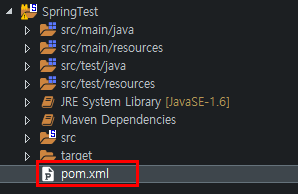 SpringTest
src/main/java
src/main/resources
src/test/java
src/test/resources
JRE System Library [JavaSE-1.6]
Maven Dependencies
src
target
pom.xml